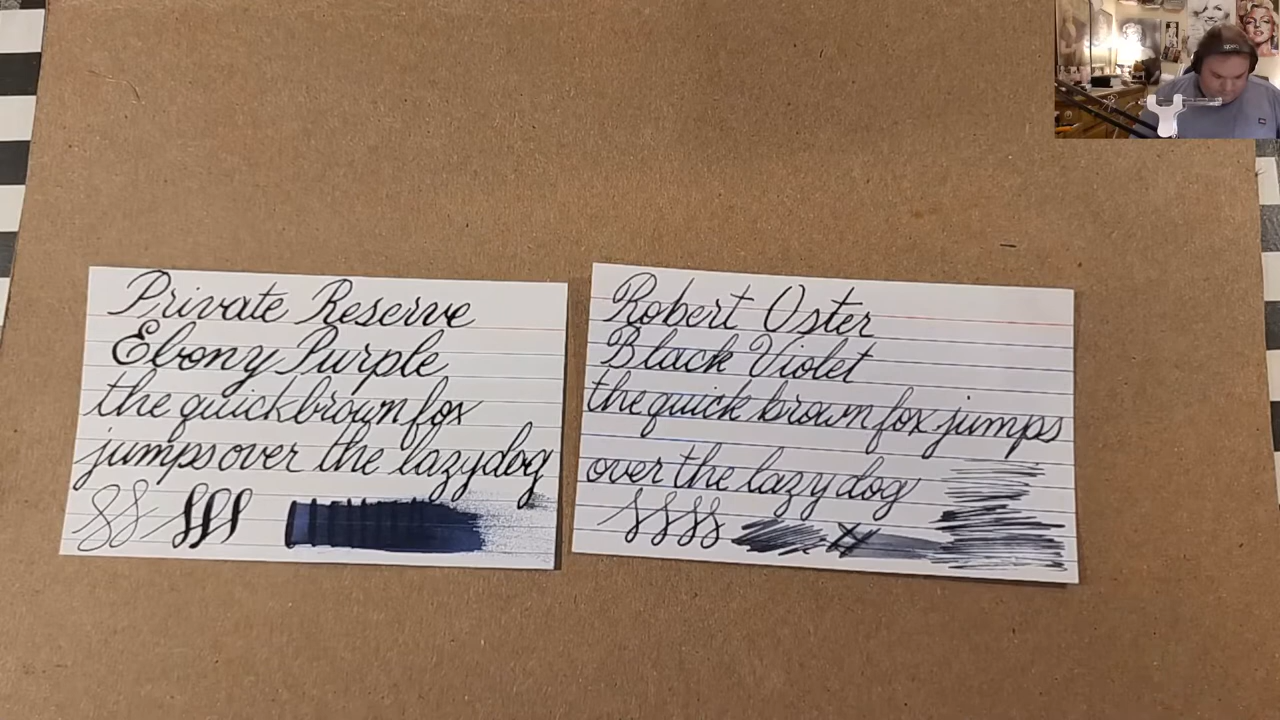 Private Reserve
Ebony Purple
the quick brown fox
jumps over the lazy dog
Robert Oster
Black Violet
the quick brown fox jumps
over the lazy dog